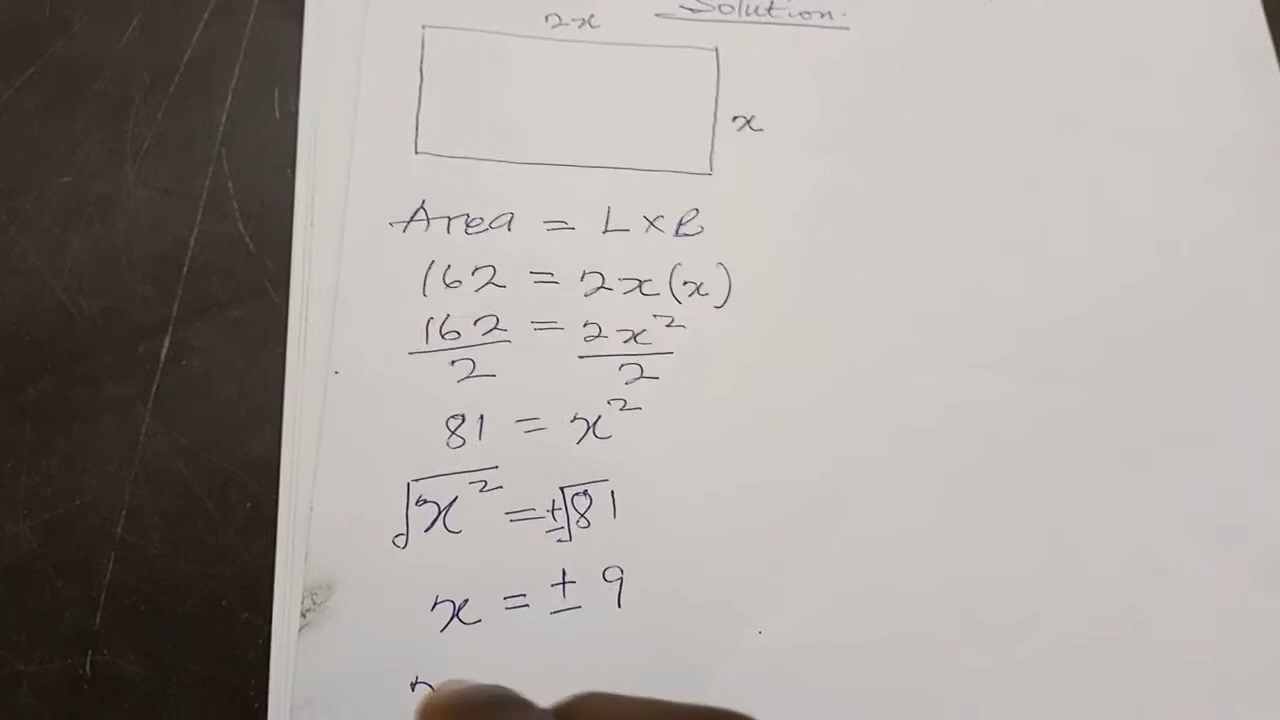 Solution.
2x
x
Area = L x B
162 = 2x(x)
162/2 = 2x²/2
81 = x²
√x² = ±√81
x = ± 9